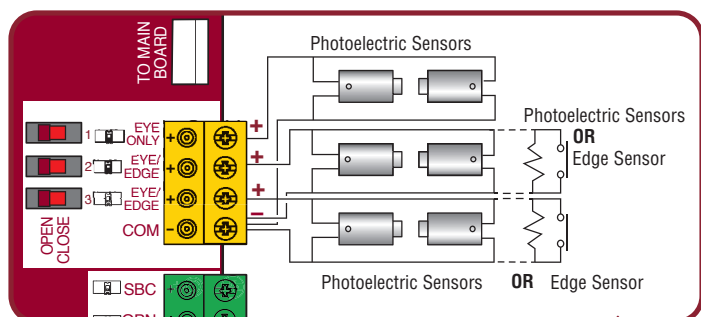 TO MAIN
BOARD
Photoelectric Sensors
1
EYE
ONLY
+
+
Photoelectric Sensors
OR
Edge Sensor
2
EYE/
EDGE
+
+
3
EYE/
EDGE
+
+
COM
-
–
OPEN
CLOSE
Photoelectric Sensors OR Edge Sensor
SBC
+